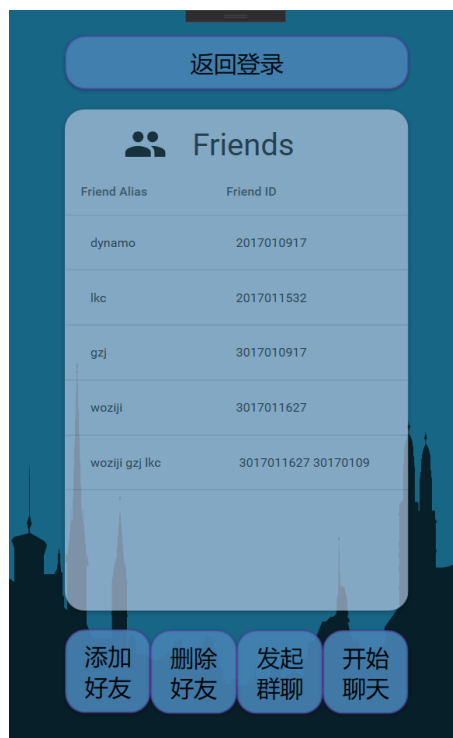 返回登录
Friends
Friend Alias Friend ID
dynamo 2017010917
lkc 2017011532
gzj 3017010917
woziji 3017011627
woziji gzj lkc 3017011627 30170109
添加 删除 发起 开始
好友 好友 群聊 聊天